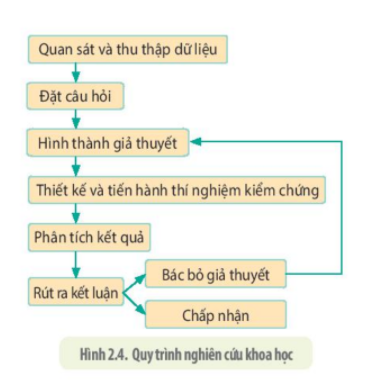 Quan sát và thu thập dữ liệu
Đặt câu hỏi
Hình thành giả thuyết
Thiết kế và tiến hành thí nghiệm kiểm chứng
Phân tích kết quả
Rút ra kết luận
Bác bỏ giả thuyết
Chấp nhận
Hình 2.4. Quy trình nghiên cứu khoa học